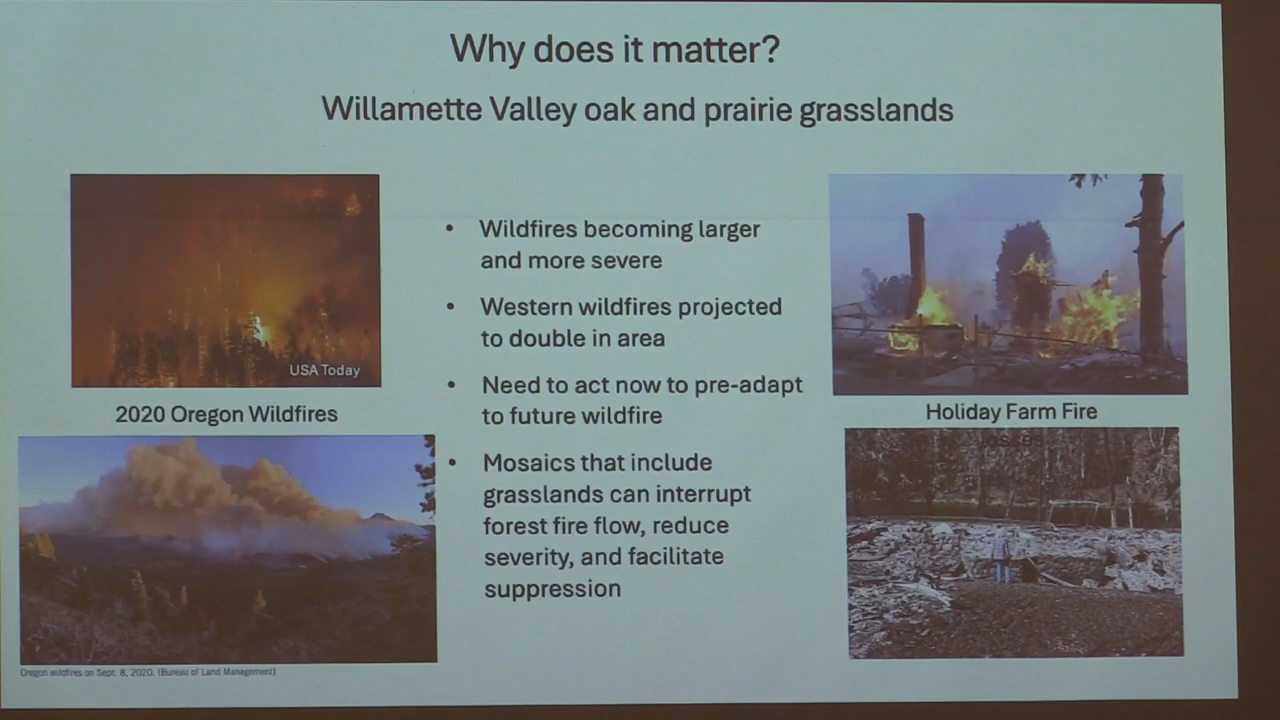 Why does it matter?
Willamette Valley oak and prairie grasslands
USA Today
2020 Oregon Wildfires
Oregon wildfires on Sept. 8, 2020. (Bureau of Land Management)
• Wildfires becoming larger
and more severe
• Western wildfires projected
to double in area
• Need to act now to pre-adapt
to future wildfire
• Mosaics that include
grasslands can interrupt
forest fire flow, reduce
severity, and facilitate
suppression
Holiday Farm Fire